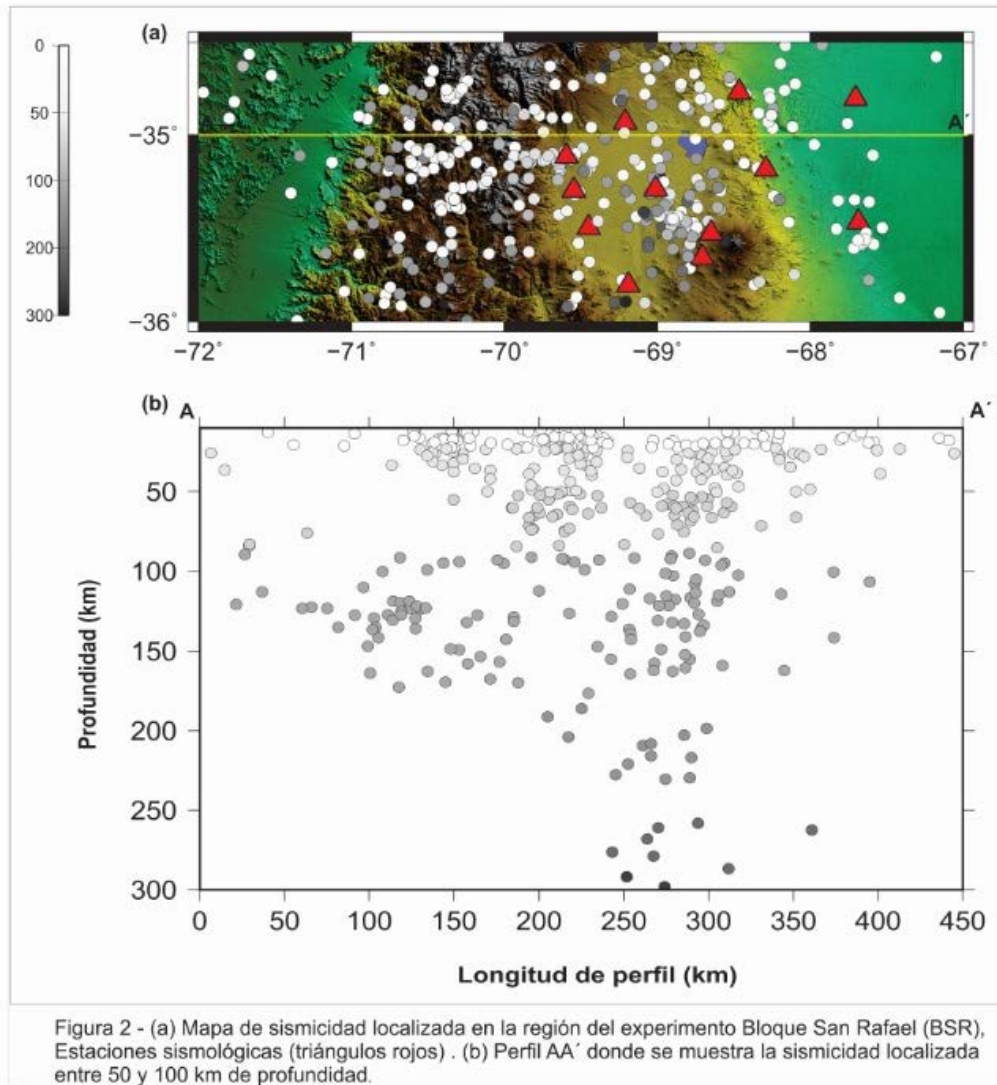 (a)
0
50
100
200
300
−35°
−36°
A´
−72°
−71°
−70°
−69°
−68°
−67°
(b)
A
A´
Profundidad (km)
50
100
150
200
250
300
0
50
100
150
200
250
300
350
400
450
Longitud de perfil (km)
Figura 2 - (a) Mapa de sismicidad localizada en la región del experimento Bloque San Rafael (BSR),
Estaciones sismológicas (triángulos rojos) . (b) Perfil AA´ donde se muestra la sismicidad localizada
entre 50 y 100 km de profundidad.